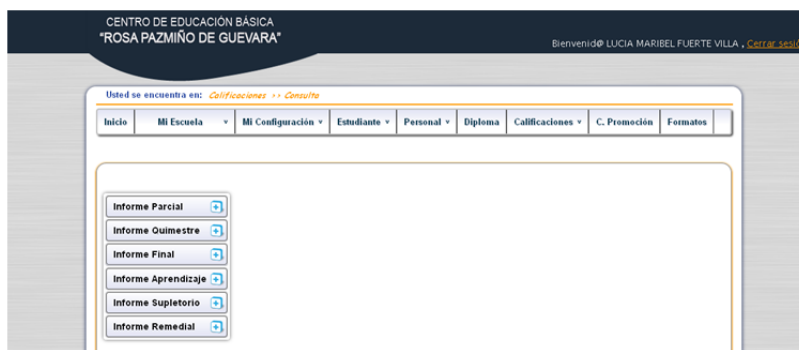 CENTRO DE EDUCACIÓN BÁSICA
"ROSA PAZMIÑO DE GUEVARA"
Bienvenid@ LUCIA MARIBEL FUERTE VILLA , Cerrar sesió
Usted se encuentra en: Calificaciones >> Consulta
Inicio Mi Escuela Mi Configuración Estudiante Personal Diploma Calificaciones C. Promoción Formatos
Informe Parcial
Informe Quimestre
Informe Final
Informe Aprendizaje
Informe Supletorio
Informe Remedial